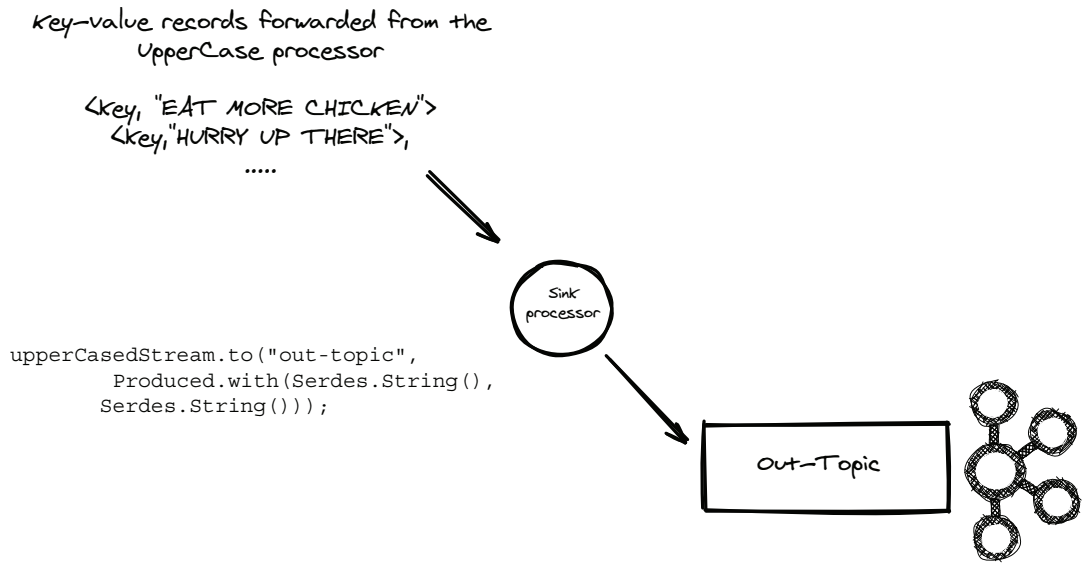 Key-value records forwarded from the
UpperCase processor
<key, "EAT MORE CHICKEN">
<key,"HURRY UP THERE">,
.....
Sink
processor
upperCasedStream.to("out-topic",
Produced.with(Serdes.String(),
Serdes.String()));
Out-Topic